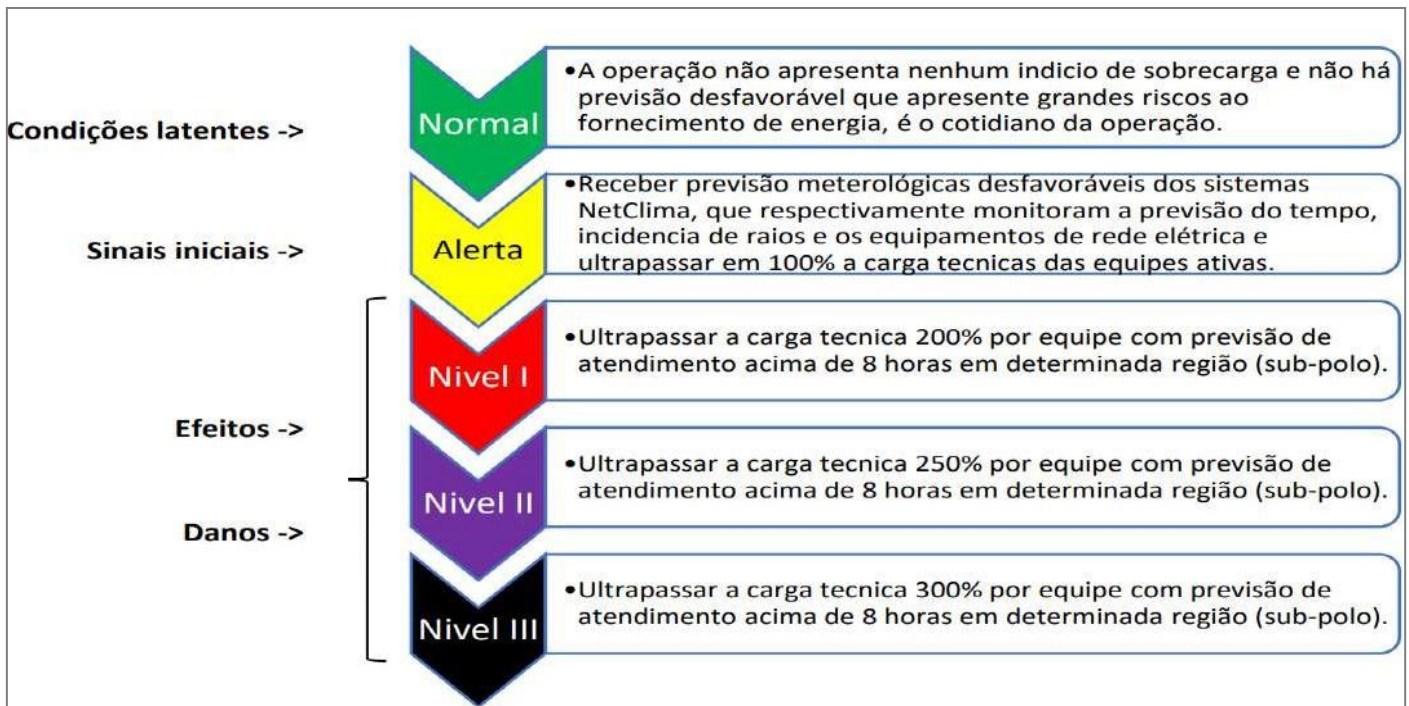 Condições latentes ->
Normal
•A operação não apresenta nenhum indicio de sobrecarga e não há
previsão desfavorável que apresente grandes riscos ao
fornecimento de energia, é o cotidiano da operação.
Sinais iniciais ->
Alerta
•Receber previsão meterológicas desfavoráveis dos sistemas
NetClima, que respectivamente monitoram a previsão do tempo,
incidencia de raios e os equipamentos de rede elétrica e
ultrapassar em 100% a carga tecnicas das equipes ativas.
Efeitos ->
Danos ->
Nivel I
•Ultrapassar a carga tecnica 200% por equipe com previsão de
atendimento acima de 8 horas em determinada região (sub-polo).
Nivel II
•Ultrapassar a carga tecnica 250% por equipe com previsão de
atendimento acima de 8 horas em determinada região (sub-polo).
Nivel III
•Ultrapassar a carga tecnica 300% por equipe com previsão de
atendimento acima de 8 horas em determinada região (sub-polo).